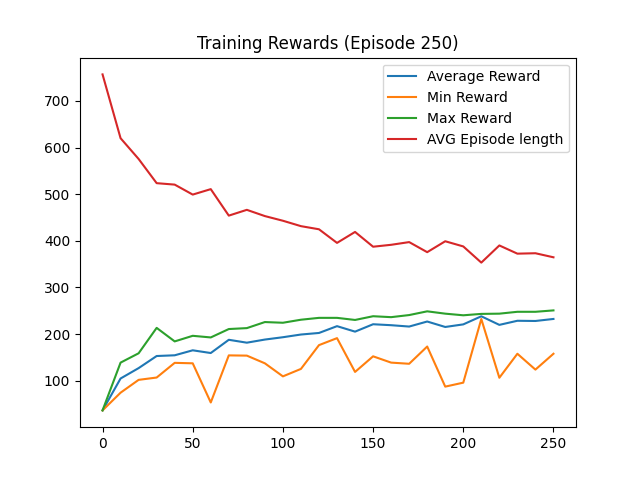 Training Rewards (Episode 250)
Average Reward
Min Reward
Max Reward
AVG Episode length
700
600
500
400
300
200
100
0 50 100 150 200 250